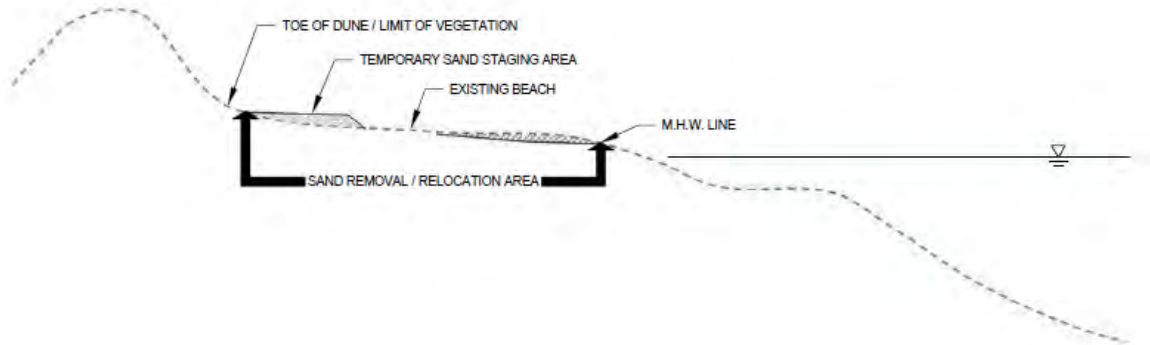 TOE OF DUNE / LIMIT OF VEGETATION
TEMPORARY SAND STAGING AREA
EXISTING BEACH
M.H.W. LINE
SAND REMOVAL / RELOCATION AREA